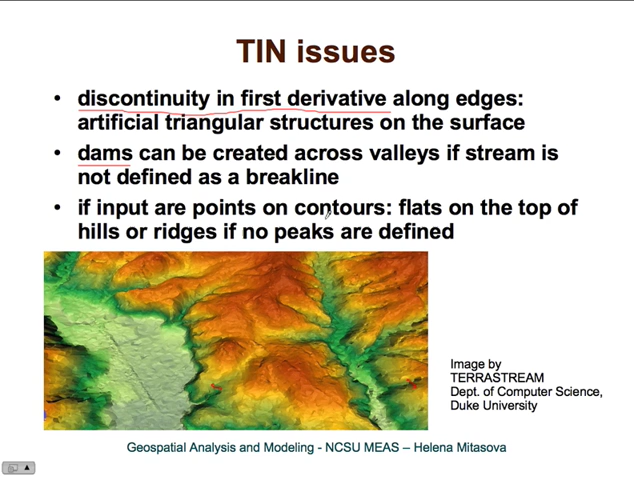 TIN issues
• discontinuity in first derivative along edges:
artificial triangular structures on the surface
• dams can be created across valleys if stream is
not defined as a breakline
• if input are points on contours: flats on the top of
hills or ridges if no peaks are defined
Image by
TERRASTREAM
Dept. of Computer Science,
Duke University
Geospatial Analysis and Modeling - NCSU MEAS – Helena Mitasova